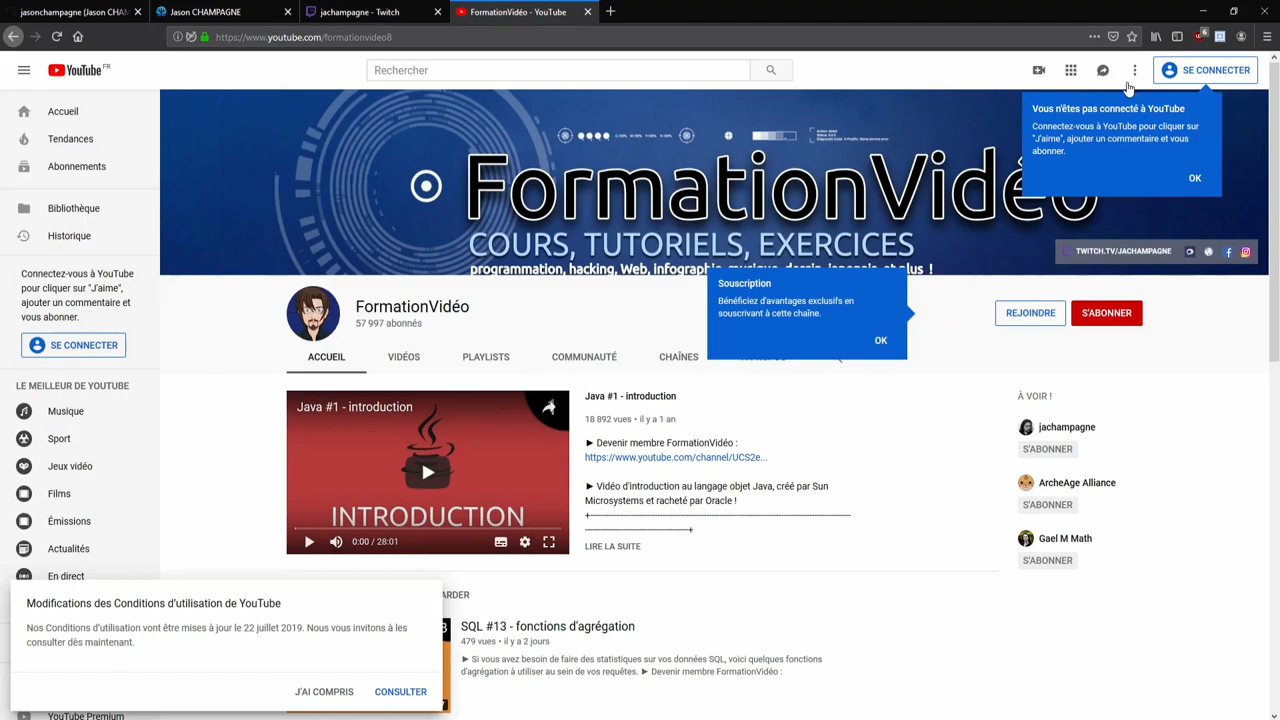 jasonchampagne (Jason CHAM
Jason CHAMPAGNE
jachampagne - Twitch
FormationVidéo - YouTube
https://www.youtube.com/formationvideo8
YouTube FR
Rechercher
SE CONNECTER
Accueil
Tendances
Abonnements
Bibliothèque
Historique
Connectez-vous à YouTube
pour cliquer sur "J'aime",
ajouter un commentaire et
vous abonner.
SE CONNECTER
LE MEILLEUR DE YOUTUBE
Musique
Sport
Jeux vidéo
Films
Émissions
Actualités
En direct
YouTube Premium
Vous n'êtes pas connecté à YouTube
Connectez-vous à YouTube pour cliquer sur
"J'aime", ajouter un commentaire et vous
abonner.
OK
FormationVidéo
COURS, TUTORIELS, EXERCICES
programmation, hacking, Web, infographie, musique, dessin, japonais et plus !
TWITCH.TV/JACHAMPAGNE
FormationVidéo
57 997 abonnés
Souscription
Bénéficiez d'avantages exclusifs en
souscrivant à cette chaîne.
OK
REJOINDRE
S'ABONNER
ACCUEIL
VIDÉOS
PLAYLISTS
COMMUNAUTÉ
CHAÎNES
Java #1 - introduction
INTRODUCTION
0:00 / 28:01
Java #1 - introduction
18 892 vues • il y a 1 an
► Devenir membre FormationVidéo :
https://www.youtube.com/channel/UCS2e...
► Vidéo d'introduction au langage objet Java, créé par Sun
Microsystems et racheté par Oracle !
LIRE LA SUITE
À VOIR !
jachampagne
S'ABONNER
ArcheAge Alliance
S'ABONNER
Gael M Math
S'ABONNER
ARDER
SQL #13 - fonctions d'agrégation
479 vues • il y a 2 jours
► Si vous avez besoin de faire des statistiques sur vos données SQL, voici quelques fonctions
d'agrégation à utiliser au sein de vos requêtes. ► Devenir membre FormationVidéo :
Modifications des Conditions d'utilisation de YouTube
Nos Conditions d'utilisation vont être mises à jour le 22 juillet 2019. Nous vous invitons à les
consulter dès maintenant.
J'AI COMPRIS
CONSULTER